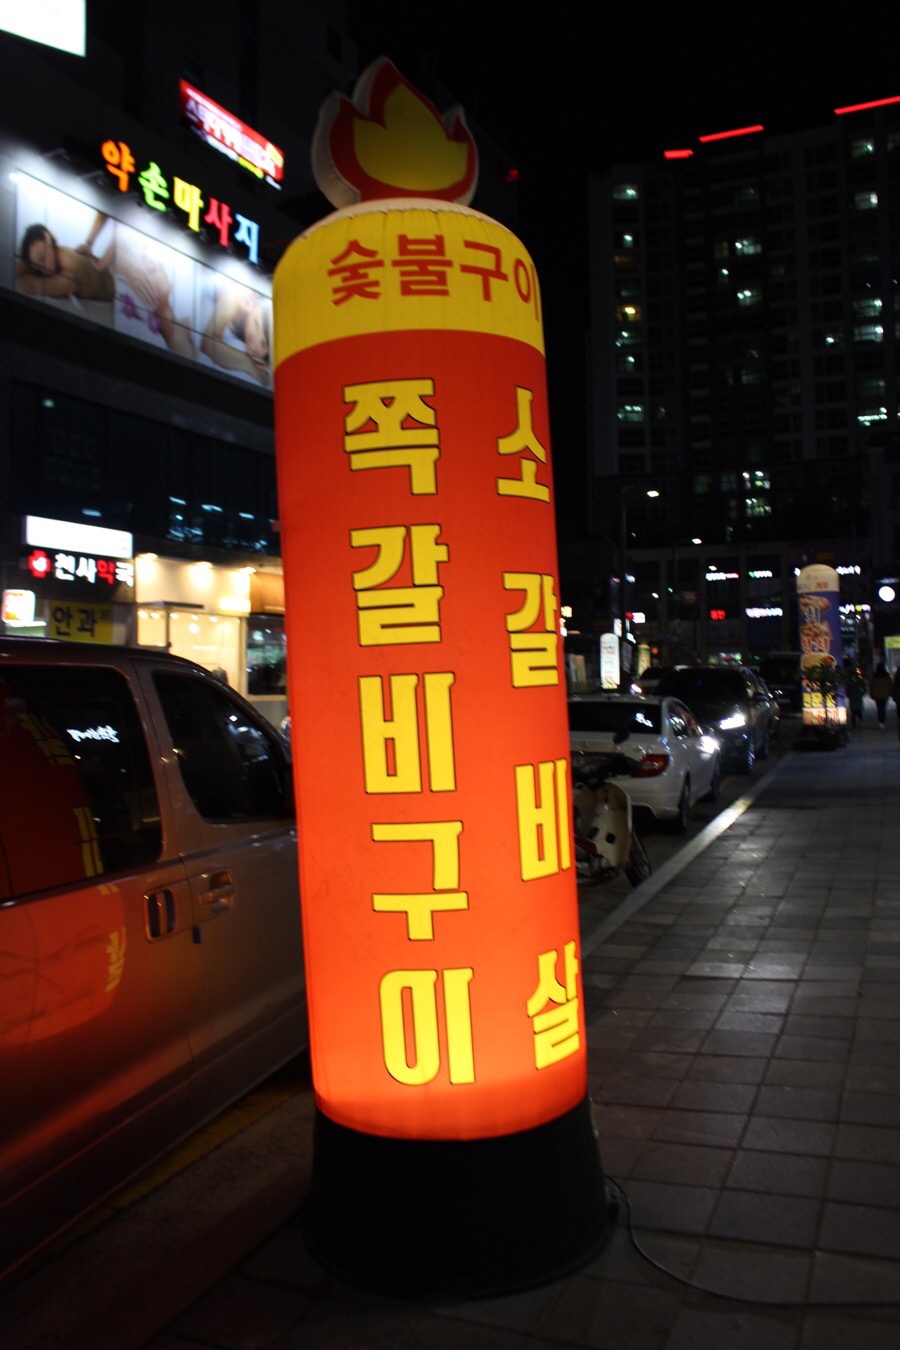 약손마사지
숯불구이
쪽갈비구이
소갈비살
천사약국
안과